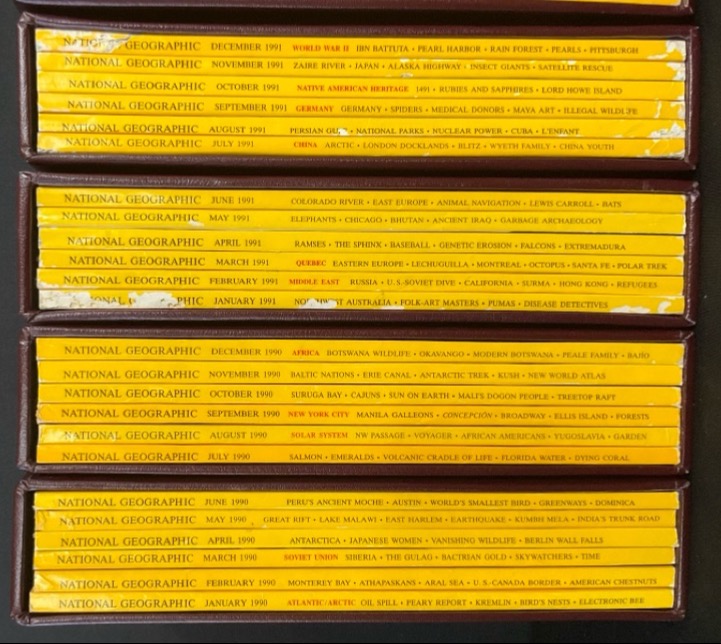 NATIONAL GEOGRAPHIC DECEMBER 1991 WORLD WAR II IBN BATTUTA • PEARL HARBOR • RAIN FOREST • PEARLS • PITTSBURGH
NATIONAL GEOGRAPHIC NOVEMBER 1991 ZAIRE RIVER • JAPAN • ALASKA HIGHWAY • INSECT GIANTS • SATELLITE RESCUE
NATIONAL GEOGRAPHIC OCTOBER 1991 NATIVE AMERICAN HERITAGE 1491 • RUBIES AND SAPPHIRES • LORD HOWE ISLAND
NATIONAL GEOGRAPHIC SEPTEMBER 1991 GERMANY GERMANY • SPIDERS • MEDICAL DONORS • MAYA ART • ILLEGAL WILDLIFE
NATIONAL GEOGRAPHIC AUGUST 1991 PERSIAN GULF • NATIONAL PARKS • NUCLEAR POWER • CUBA • L'ENFANT
NATIONAL GEOGRAPHIC JULY 1991 CHINA ARCTIC • LONDON DOCKLANDS • BLITZ • WYETH FAMILY • CHINA YOUTH
NATIONAL GEOGRAPHIC JUNE 1991 COLORADO RIVER • EAST EUROPE • ANIMAL NAVIGATION • LEWIS CARROLL • BATS
NATIONAL GEOGRAPHIC MAY 1991 ELEPHANTS • CHICAGO • BHUTAN • ANCIENT IRAQ • GARBAGE ARCHAEOLOGY
NATIONAL GEOGRAPHIC APRIL 1991 RAMSES • THE SPHINX • BASEBALL • GENETIC EROSION • FALCONS • EXTREMADURA
NATIONAL GEOGRAPHIC MARCH 1991 QUEBEC EASTERN EUROPE • LECHUGUILLA • MONTREAL • OCTOPUS • SANTA FE • POLAR TREK
NATIONAL GEOGRAPHIC FEBRUARY 1991 MIDDLE EAST RUSSIA • U.S.-SOVIET DIVE • CALIFORNIA • SURMA • HONG KONG • REFUGEES
PHIC JANUARY 1991 AUSTRALIA • FOLK-ART MASTERS • PUMAS • DISEASE DETECTIVES
NATIONAL GEOGRAPHIC DECEMBER 1990 AFRICA BOTSWANA WILDLIFE • OKAVANGO • MODERN BOTSWANA • PEALE FAMILY • BAJÍO
NATIONAL GEOGRAPHIC NOVEMBER 1990 BALTIC NATIONS • ERIE CANAL • ANTARCTIC TREK • KUSH • NEW WORLD ATLAS
NATIONAL GEOGRAPHIC OCTOBER 1990 SURUGA BAY • CAJUNS • SUN ON EARTH • MALI'S DOGON PEOPLE • TREETOP RAFT
NATIONAL GEOGRAPHIC SEPTEMBER 1990 NEW YORK CITY MANILA GALLEONS • CONCEPCIÓN • BROADWAY • ELLIS ISLAND • FORESTS
NATIONAL GEOGRAPHIC AUGUST 1990 SOLAR SYSTEM NW PASSAGE • VOYAGER • AFRICAN AMERICANS • YUGOSLAVIA • GARDEN
NATIONAL GEOGRAPHIC JULY 1990 SALMON • EMERALDS • VOLCANIC CRADLE OF LIFE • FLORIDA WATER • DYING CORAL
NATIONAL GEOGRAPHIC JUNE 1990 PERU'S ANCIENT MOCHE • AUSTIN • WORLD'S SMALLEST BIRD • GREENWAYS • DOMINICA
NATIONAL GEOGRAPHIC MAY 1990 GREAT RIFT • LAKE MALAWI • EAST HARLEM • EARTHQUAKE • KUMBH MELA • INDIA'S TRUNK ROAD
NATIONAL GEOGRAPHIC APRIL 1990 ANTARCTICA • JAPANESE WOMEN • VANISHING WILDLIFE • BERLIN WALL FALLS
NATIONAL GEOGRAPHIC MARCH 1990 SOVIET UNION SIBERIA • THE GULAG • BACTRIAN GOLD • SKYWATCHERS • TIME
NATIONAL GEOGRAPHIC FEBRUARY 1990 MONTEREY BAY • ATHAPASKANS • ARAL SEA • U.S.-CANADA BORDER • AMERICAN CHESTNUTS
NATIONAL GEOGRAPHIC JANUARY 1990 ATLANTIC/ARCTIC OIL SPILL • PEARY REPORT • KREMLIN • BIRD'S NESTS • ELECTRONIC BEE